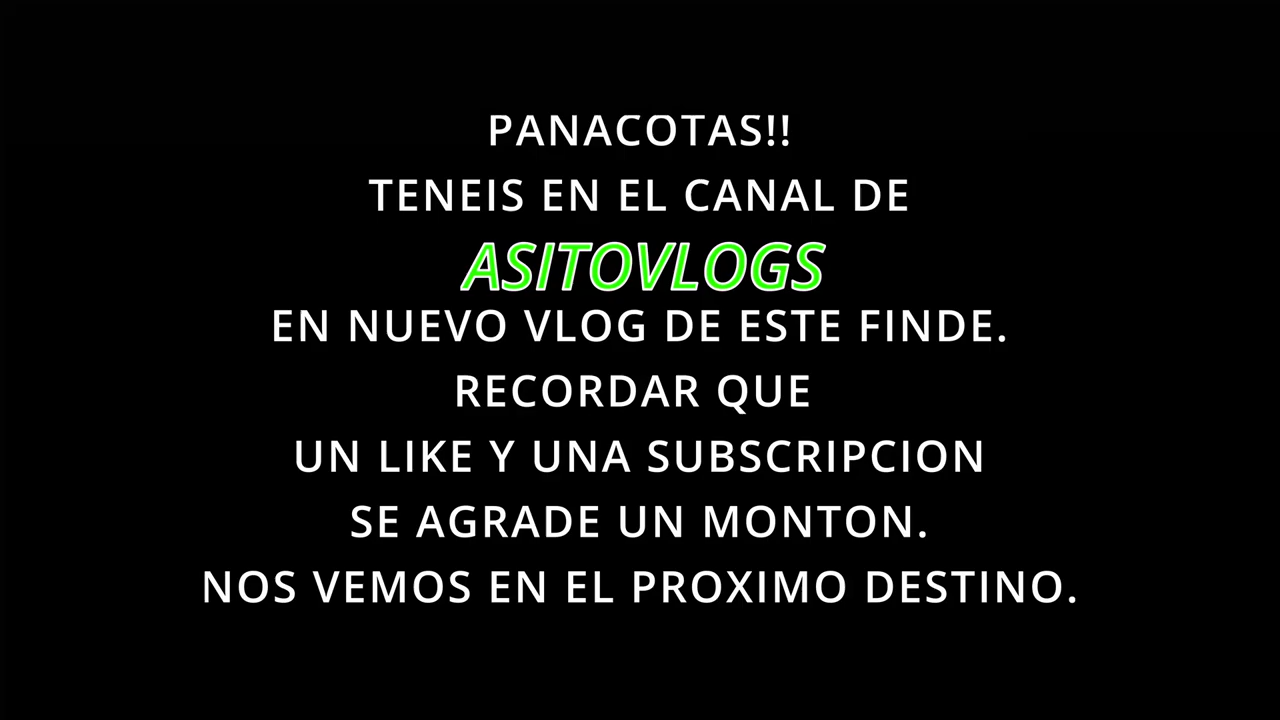 PANACOTAS!!
TENEIS EN EL CANAL DE
ASITOVLOGS
EN NUEVO VLOG DE ESTE FINDE.
RECORDAR QUE
UN LIKE Y UNA SUBSCRIPCION
SE AGRADE UN MONTON.
NOS VEMOS EN EL PROXIMO DESTINO.